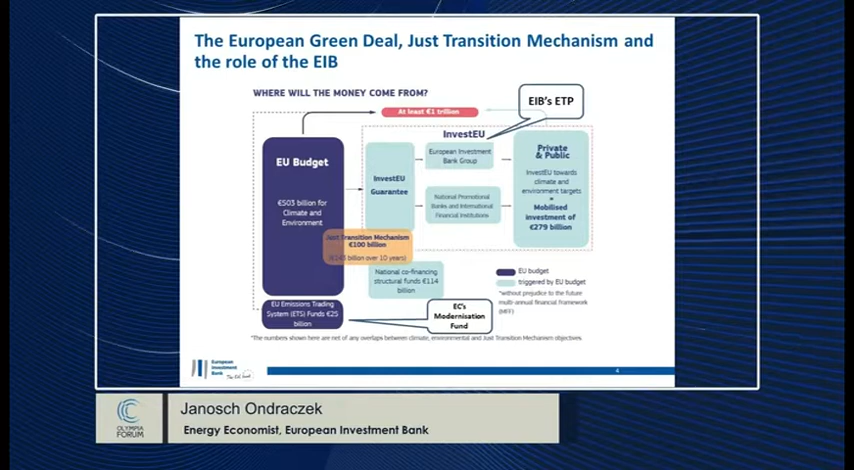 The European Green Deal, Just Transition Mechanism and
the role of the EIB
WHERE WILL THE MONEY COME FROM?
At least €1 trillion
EIB's ETP
InvestEU
EU Budget
€503 billion for
Climate and
Environment
InvestEU
Guarantee
European Investment
Bank Group
National Promotional
Banks and International
Financial Institutions
Private
& Public
InvestEU towards
climate and
environment targets
=
Mobilised
investment of
€279 billion
Just Transition Mechanism
€100 billion
(€143 billion over 10 years)
National co-financing
structural funds €114
billion
EU Emissions Trading
System (ETS) Funds €25
billion
EC's
Modernisation
Fund
EU budget
triggered by EU budget
*without prejudice to the future
multi-annual financial framework
(MFF)
*The numbers shown here are net of any overlaps between climate, environmental and Just Transition Mechanism objectives
European
Investment
Bank
The EU bank
4
OLYMPIA
FORUM
Janosch Ondraczek
Energy Economist, European Investment Bank